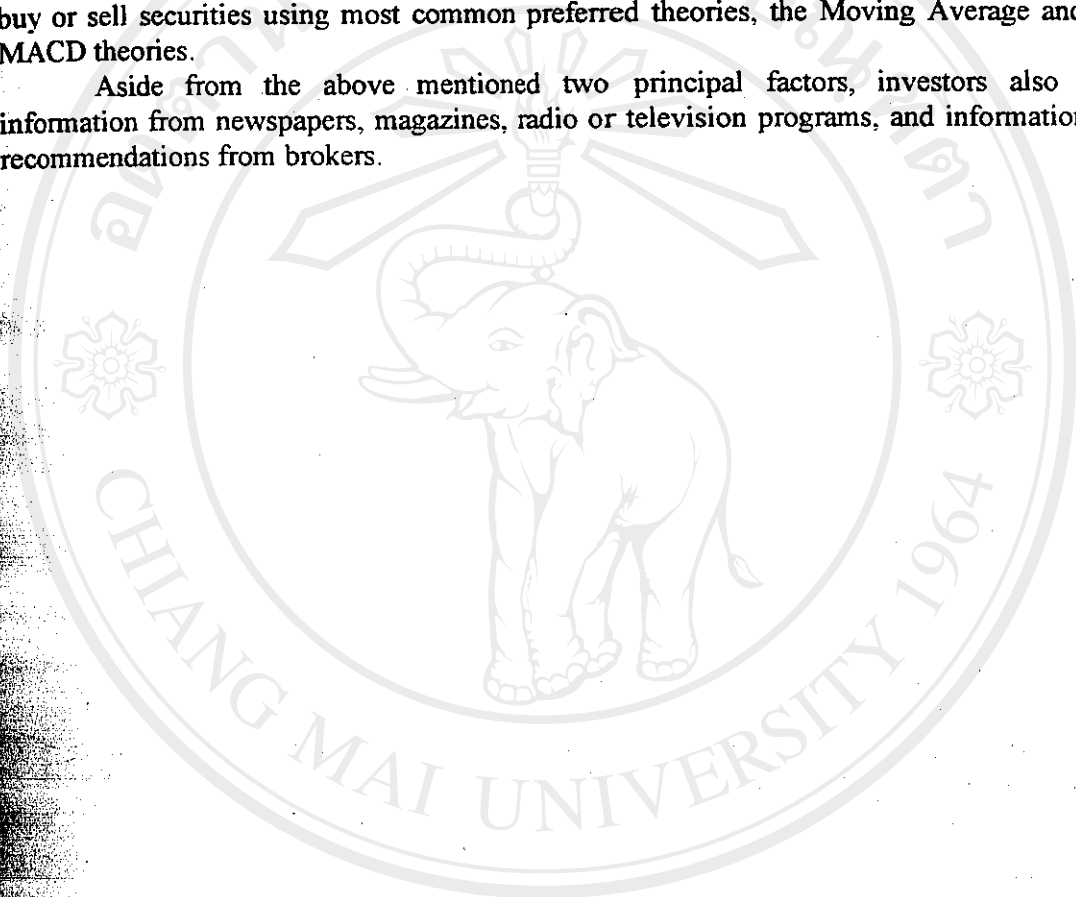 buy or sell securities using most common preferred theories, the Moving Average and
MACD theories.
Aside from the above mentioned two principal factors, investors also
information from newspapers, magazines, radio or television programs, and information
recommendations from brokers.
CHIANG MAI UNIVERSITY 1964